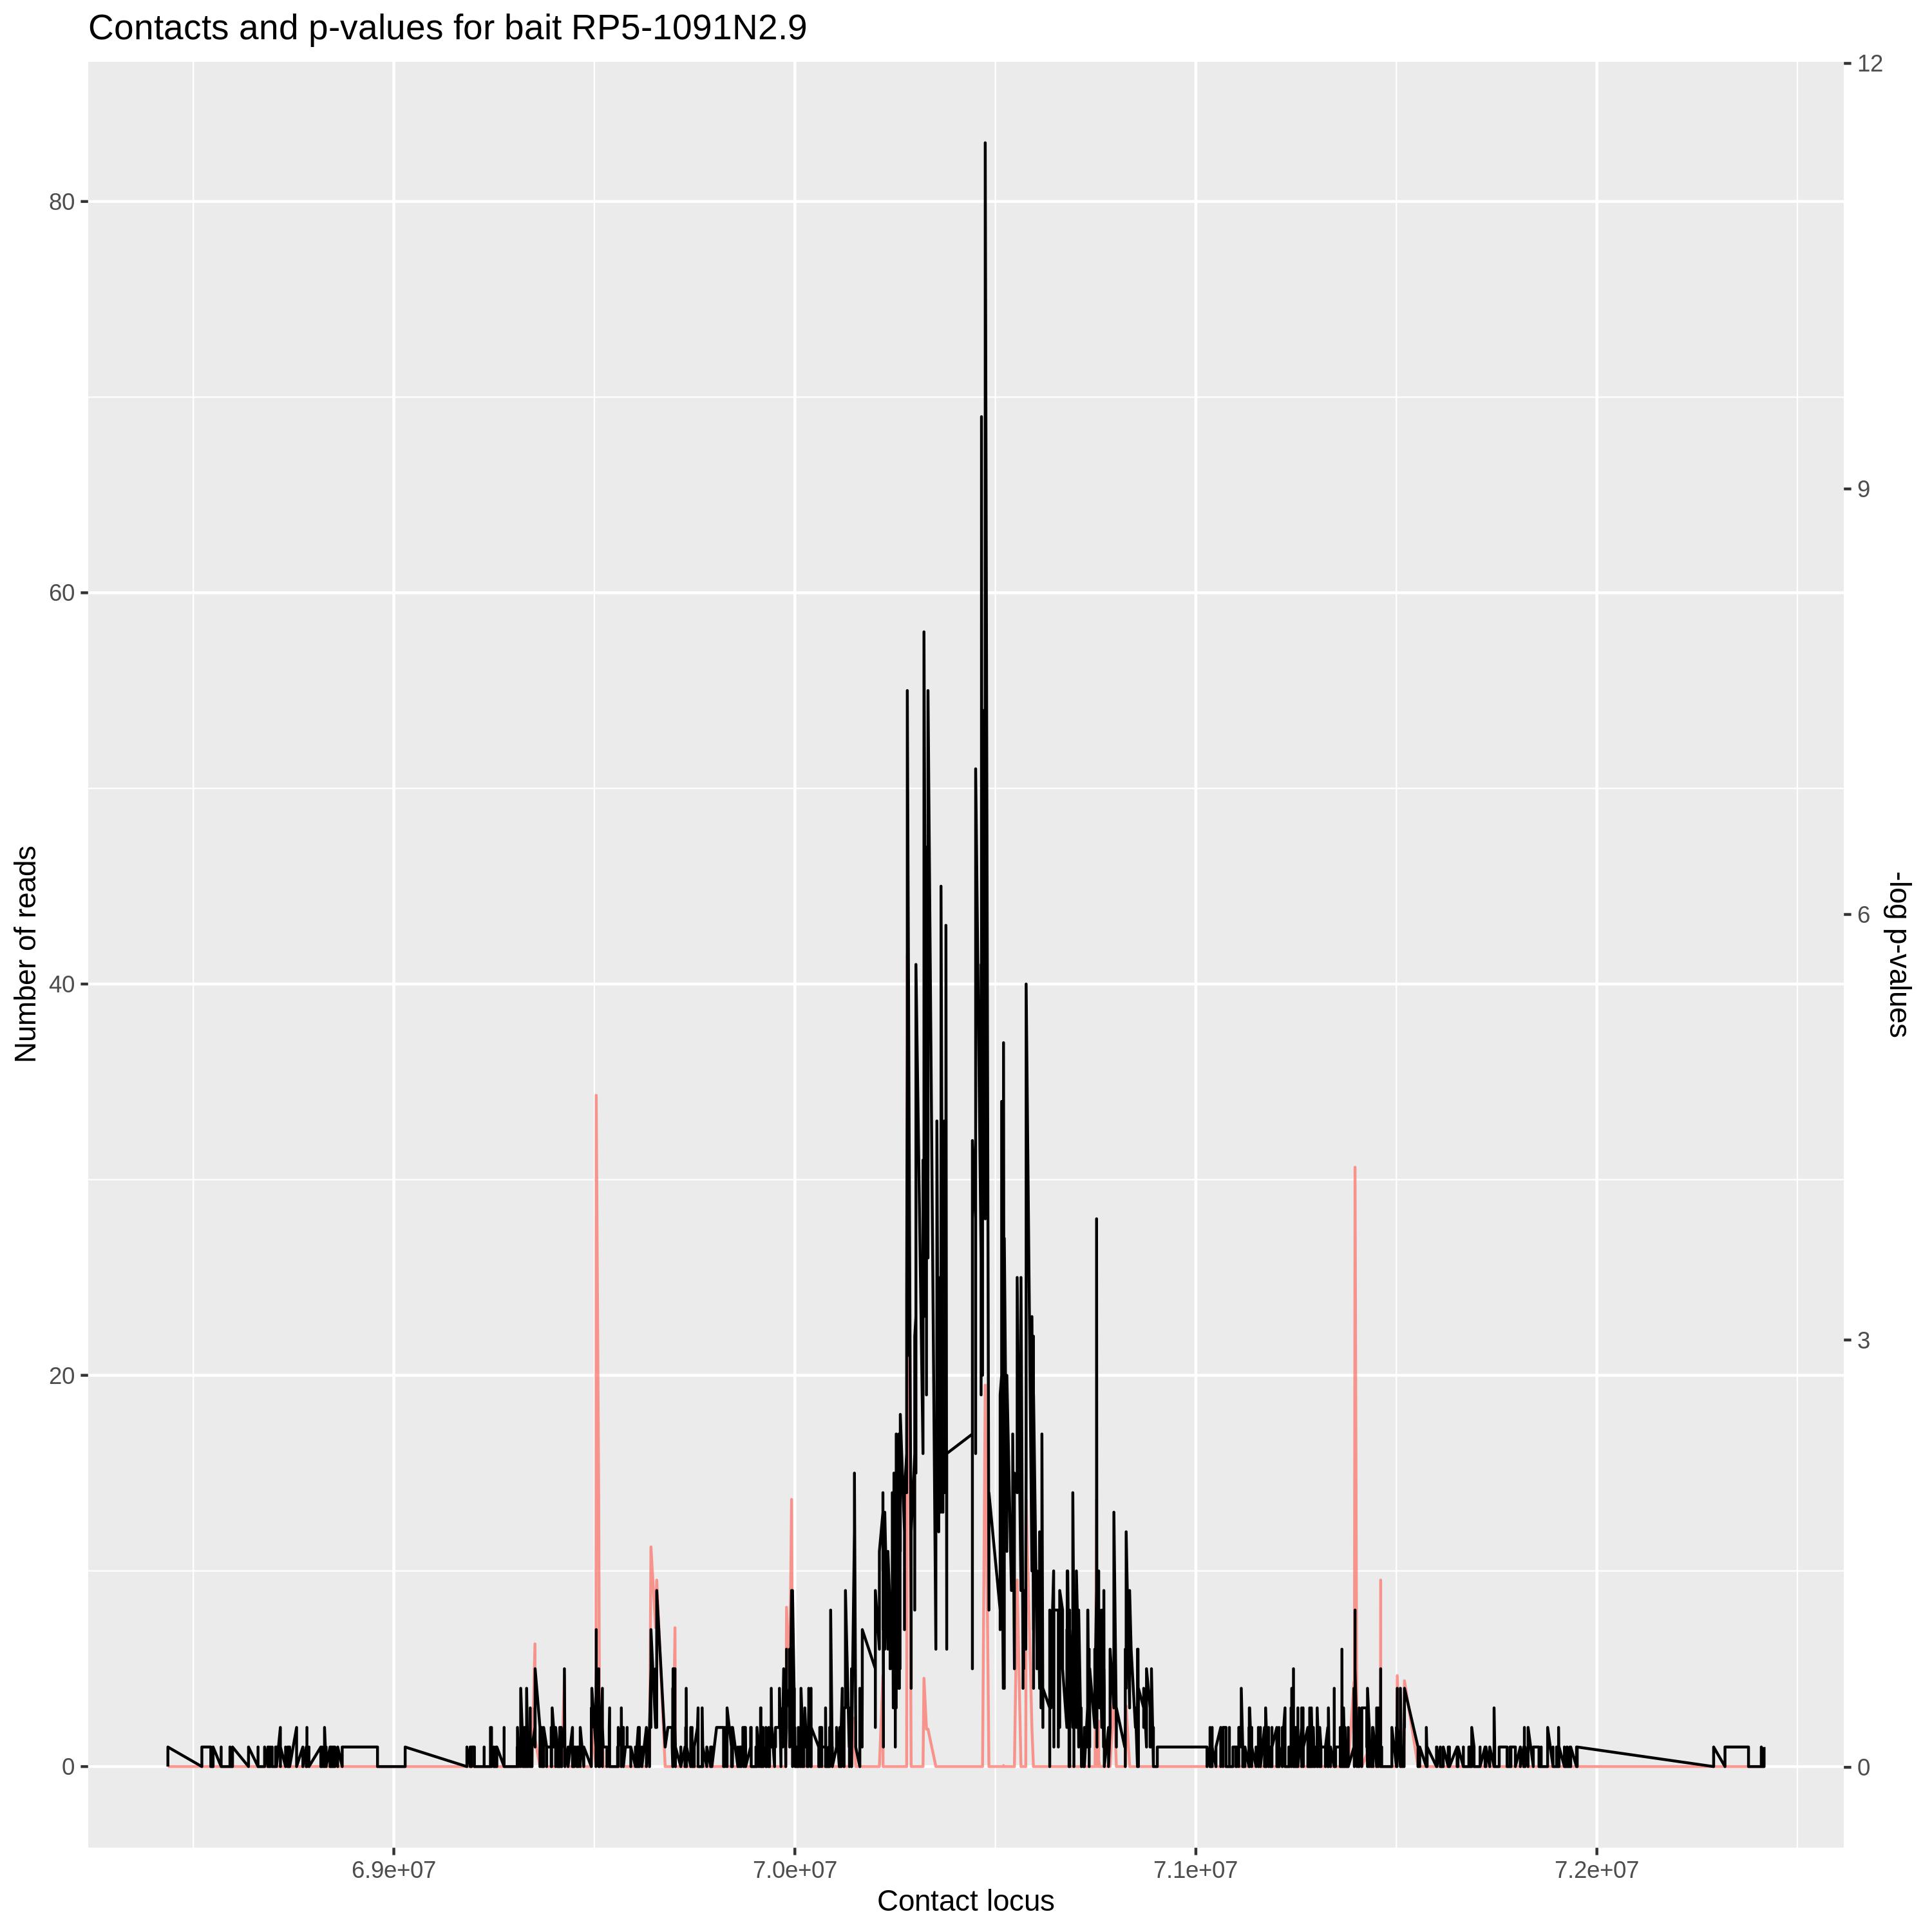 Contacts and p-values for bait RP5-1091N2.9
12
80
9
60
Number of reads
-log p-values
6
40
3
20
0
0
6.9e+07
7.0e+07
7.1e+07
7.2e+07
Contact locus